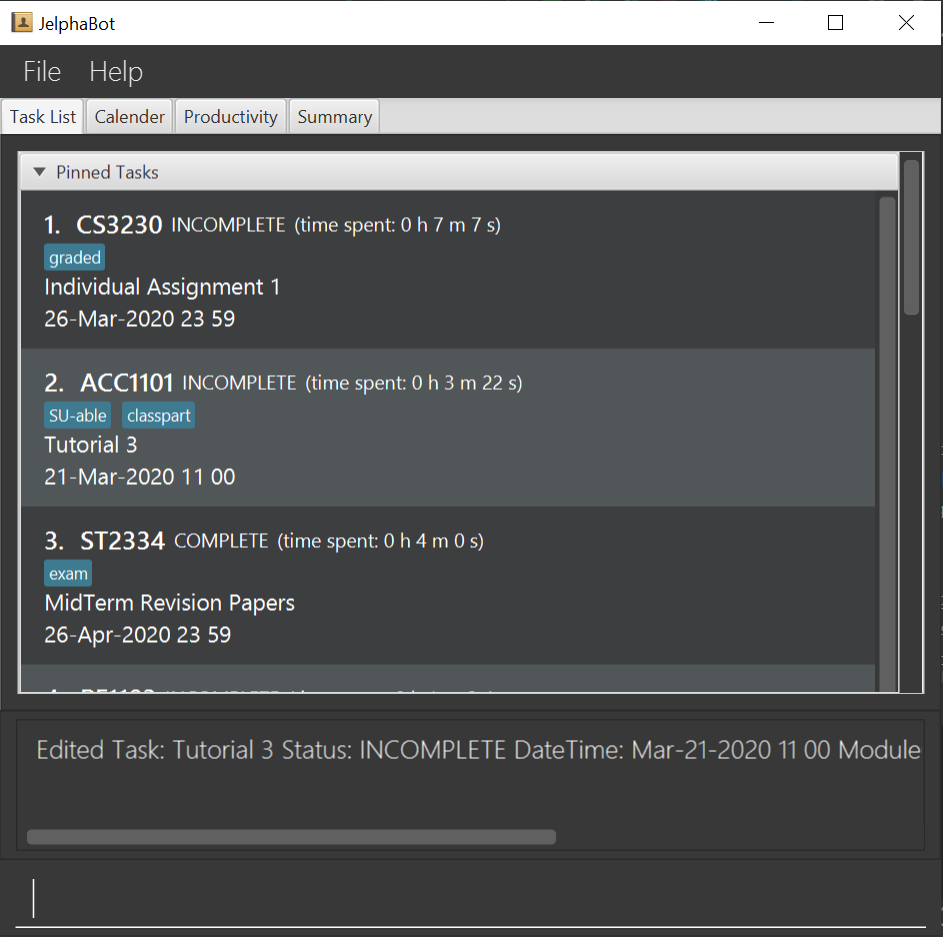 JelphaBot
File Help
Task List Calender Productivity Summary
Pinned Tasks
1. CS3230 INCOMPLETE (time spent: 0 h 7 m 7 s)
graded
Individual Assignment 1
26-Mar-2020 23 59
2. ACC1101 INCOMPLETE (time spent: 0 h 3 m 22 s)
SU-able classpart
Tutorial 3
21-Mar-2020 11 00
3. ST2334 COMPLETE (time spent: 0 h 4 m 0 s)
exam
MidTerm Revision Papers
26-Apr-2020 23 59
Edited Task: Tutorial 3 Status: INCOMPLETE DateTime: Mar-21-2020 11 00 Module